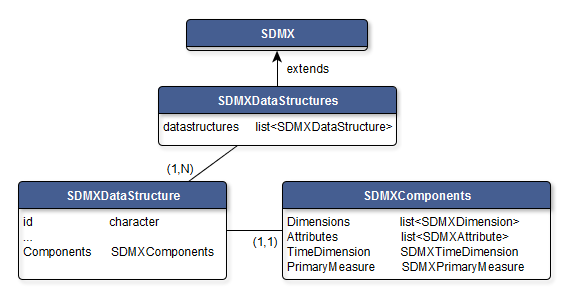 SDMX
extends
SDMXDataStructures
datastructures list<SDMXDataStructure>
(1,N)
SDMXDataStructure
id character
...
Components SDMXComponents
(1,1)
SDMXComponents
Dimensions list<SDMXDimension>
Attributes list<SDMXAttribute>
TimeDimension SDMXTimeDimension
PrimaryMeasure SDMXPrimaryMeasure